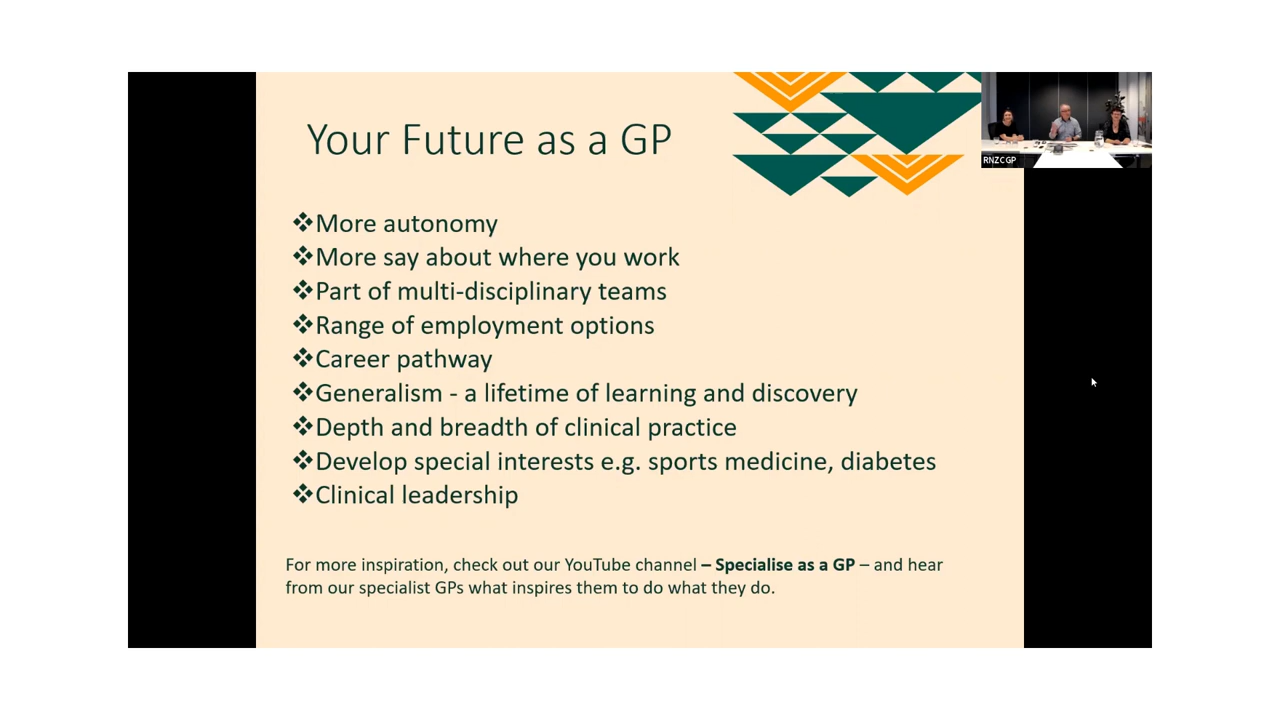 Your Future as a GP
RNZCGP
❖More autonomy
❖More say about where you work
❖Part of multi-disciplinary teams
❖Range of employment options
❖Career pathway
❖Generalism - a lifetime of learning and discovery
❖Depth and breadth of clinical practice
❖Develop special interests e.g. sports medicine, diabetes
❖Clinical leadership
For more inspiration, check out our YouTube channel – Specialise as a GP – and hear
from our specialist GPs what inspires them to do what they do.